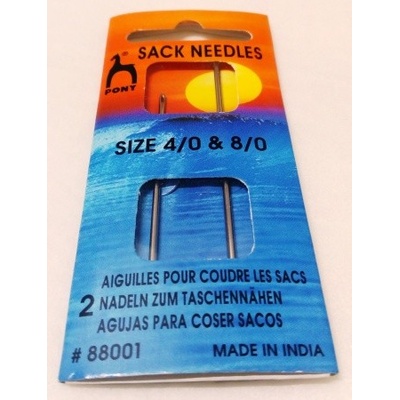 SACK NEEDLES
PONY
SIZE 4/0 & 8/0
AIGUILLES POUR COUDRE LES SACS
2 NADELN ZUM TASCHENNÄHEN
AGUJAS PARA COSER SACOS
# 88001 MADE IN INDIA